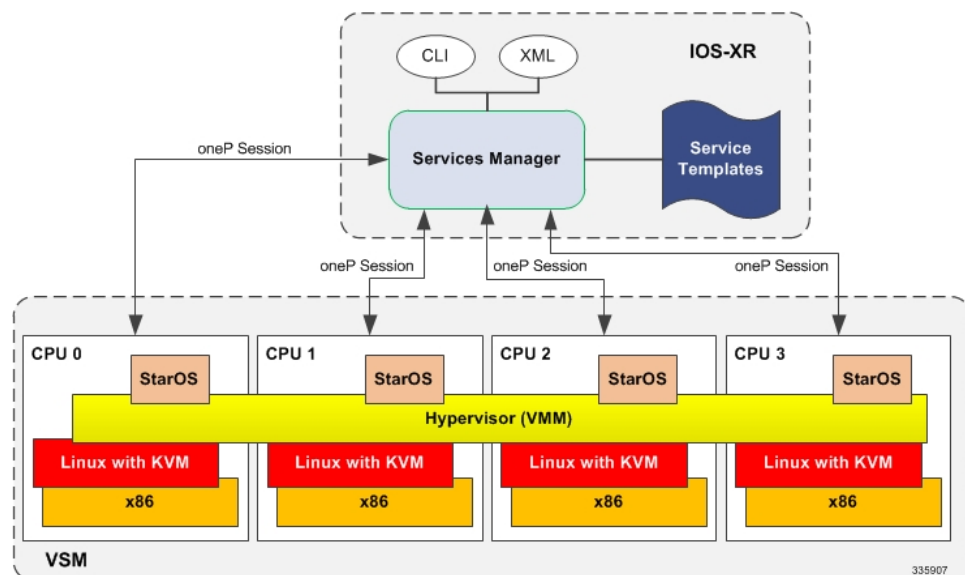 CLI
XML
IOS-XR
oneP Session
Services Manager
Service
Templates
oneP Session
oneP Session
oneP Session
CPU 0
CPU 1
CPU 2
CPU 3
StarOS
StarOS
StarOS
StarOS
Hypervisor (VMM)
Linux with KVM
Linux with KVM
Linux with KVM
Linux with KVM
x86
x86
x86
x86
VSM
335907